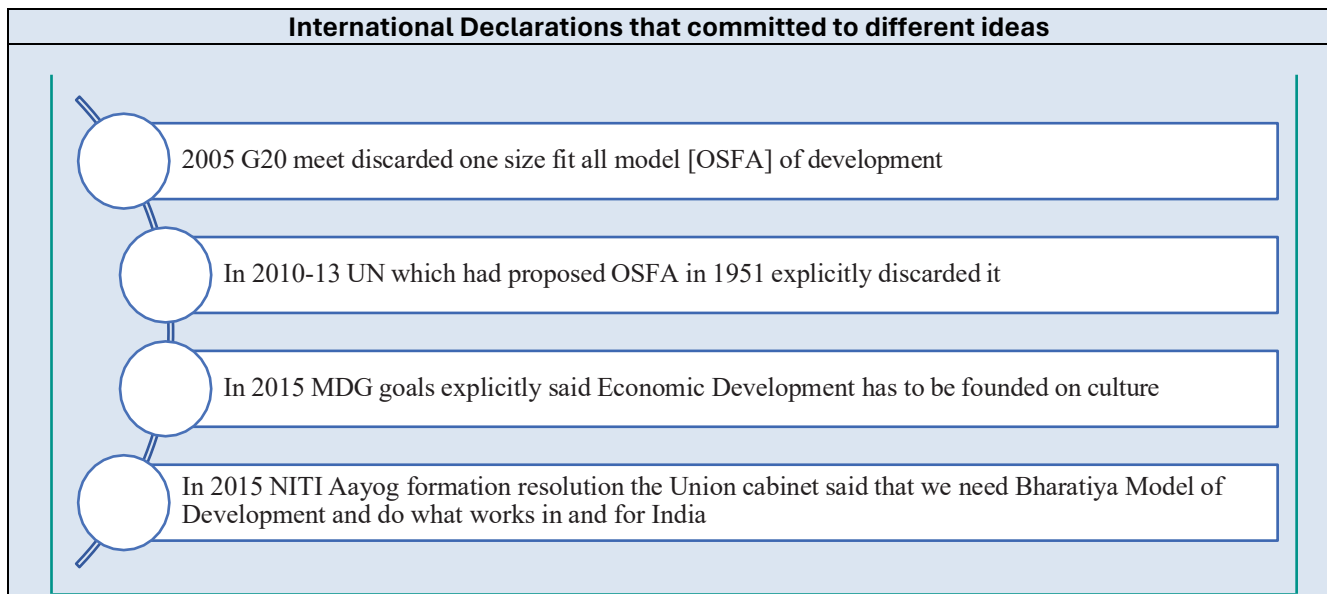 International Declarations that committed to different ideas
2005 G20 meet discarded one size fit all model [OSFA] of development
In 2010-13 UN which had proposed OSFA in 1951 explicitly discarded it
In 2015 MDG goals explicitly said Economic Development has to be founded on culture
In 2015 NITI Aayog formation resolution the Union cabinet said that we need Bharatiya Model of
Development and do what works in and for India